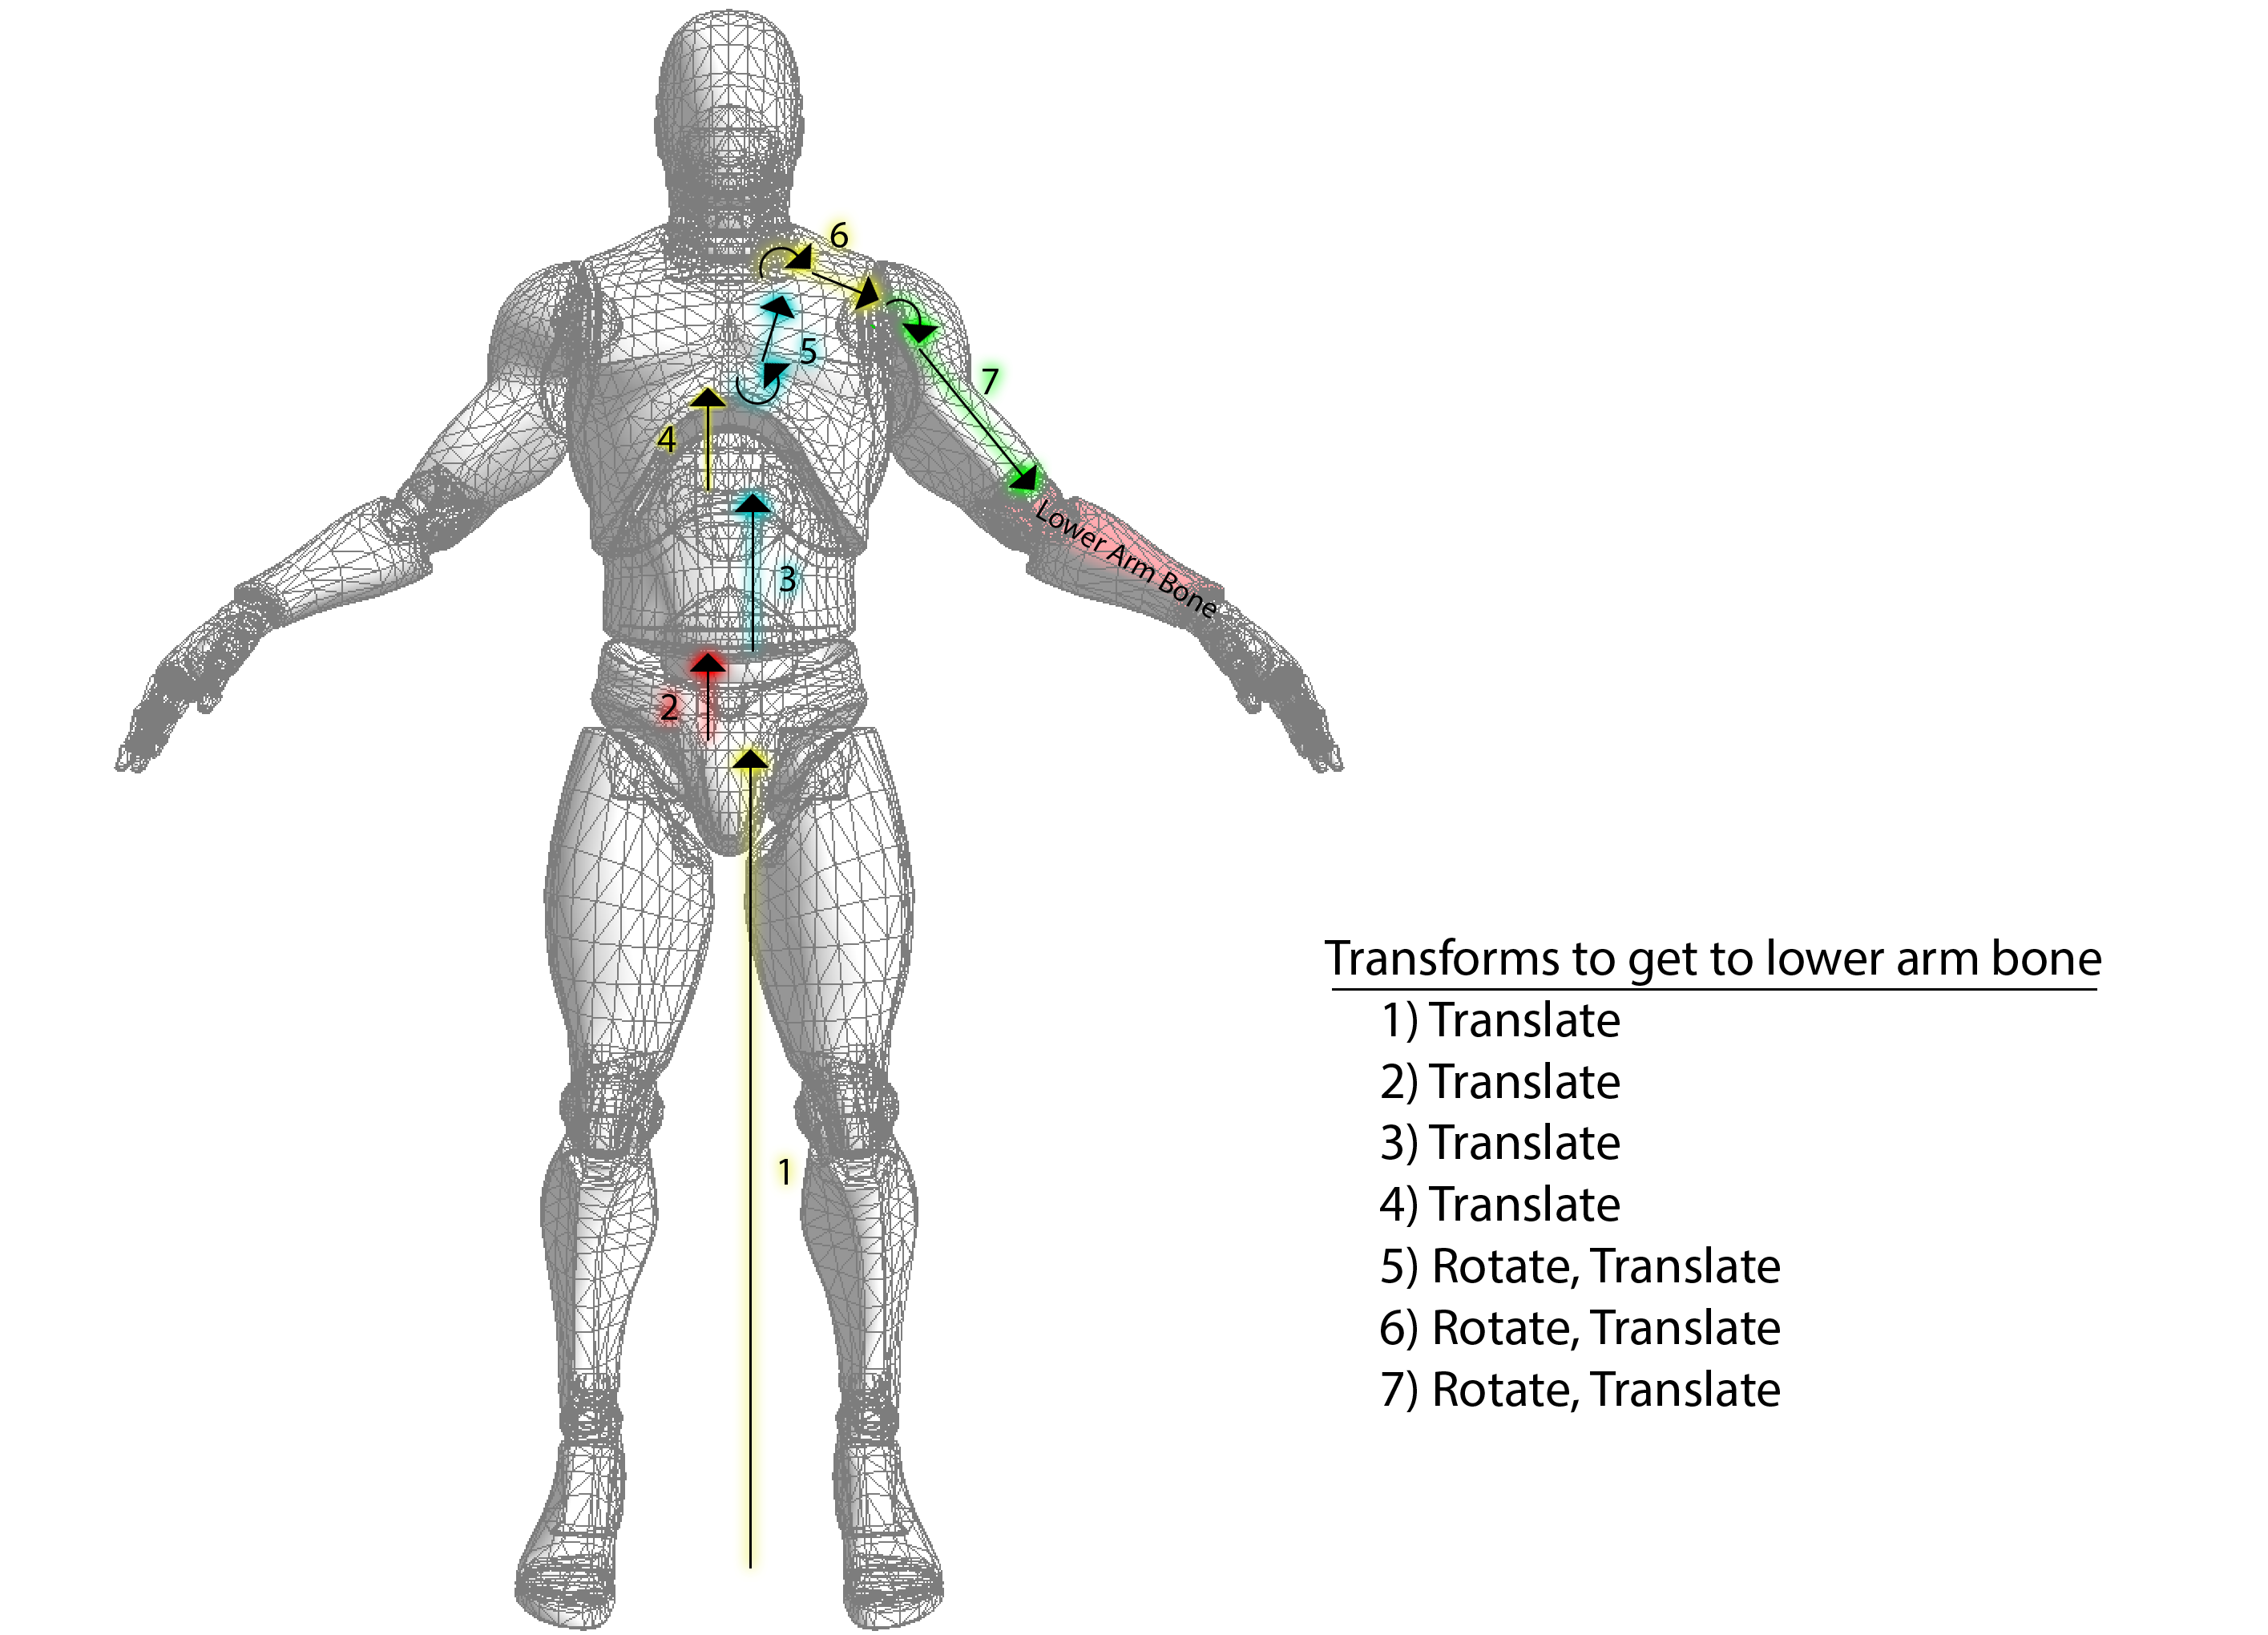 6
5
7
4
Lower Arm Bone
3
2
1
Transforms to get to lower arm bone
1) Translate
2) Translate
3) Translate
4) Translate
5) Rotate, Translate
6) Rotate, Translate
7) Rotate, Translate